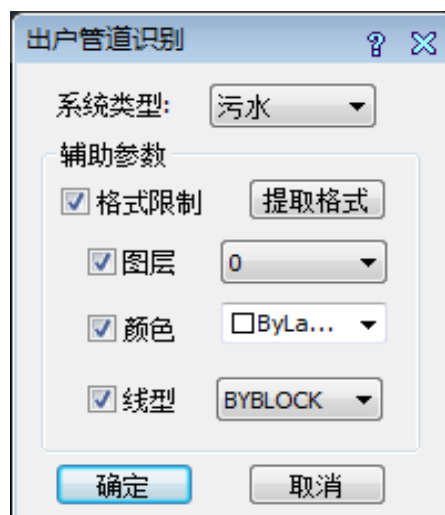 出户管道识别
系统类型: 污水
辅助参数
格式限制 提取格式
图层 0
颜色 ByLa...
线型 BYBLOCK
确定 取消